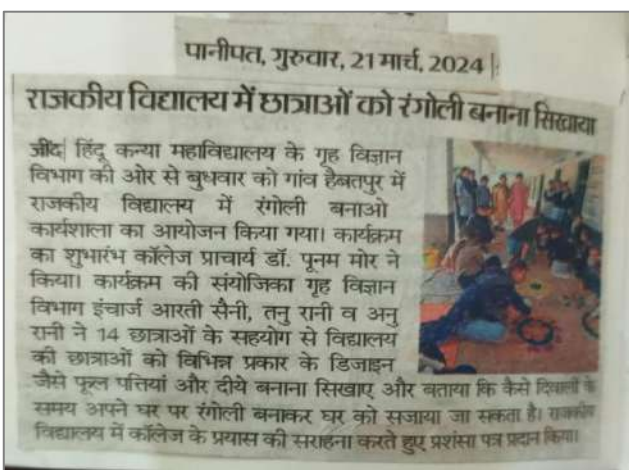 पानीपत, गुरुवार, 21 मार्च, 2024
राजकीय विद्यालय में छात्राओं को रंगोली बनाना सिखाया
जींद| हिंदू कन्या महाविद्यालय के गृह विज्ञान
विभाग की ओर से बुधवार को गांव हैबतपुर में
राजकीय विद्यालय में रंगोली बनाओ
कार्यशाला का आयोजन किया गया। कार्यक्रम
का शुभारंभ कॉलेज प्राचार्य डॉ. पूनम मोर ने
किया। कार्यक्रम की संयोजिका गृह विज्ञान
विभाग इंचार्ज आरती सैनी, तनु रानी व अनु
रानी ने 14 छात्राओं के सहयोग से विद्यालय
की छात्राओं को विभिन्न प्रकार के डिजाइन
जैसे फूल पत्तियां और दीये बनाना सिखाए और बताया कि कैसे दिवाली के
समय अपने घर पर रंगोली बनाकर घर को सजाया जा सकता है। राजकीय
विद्यालय में कॉलेज के प्रयास की सराहना करते हुए प्रशंसा पत्र प्रदान किया।